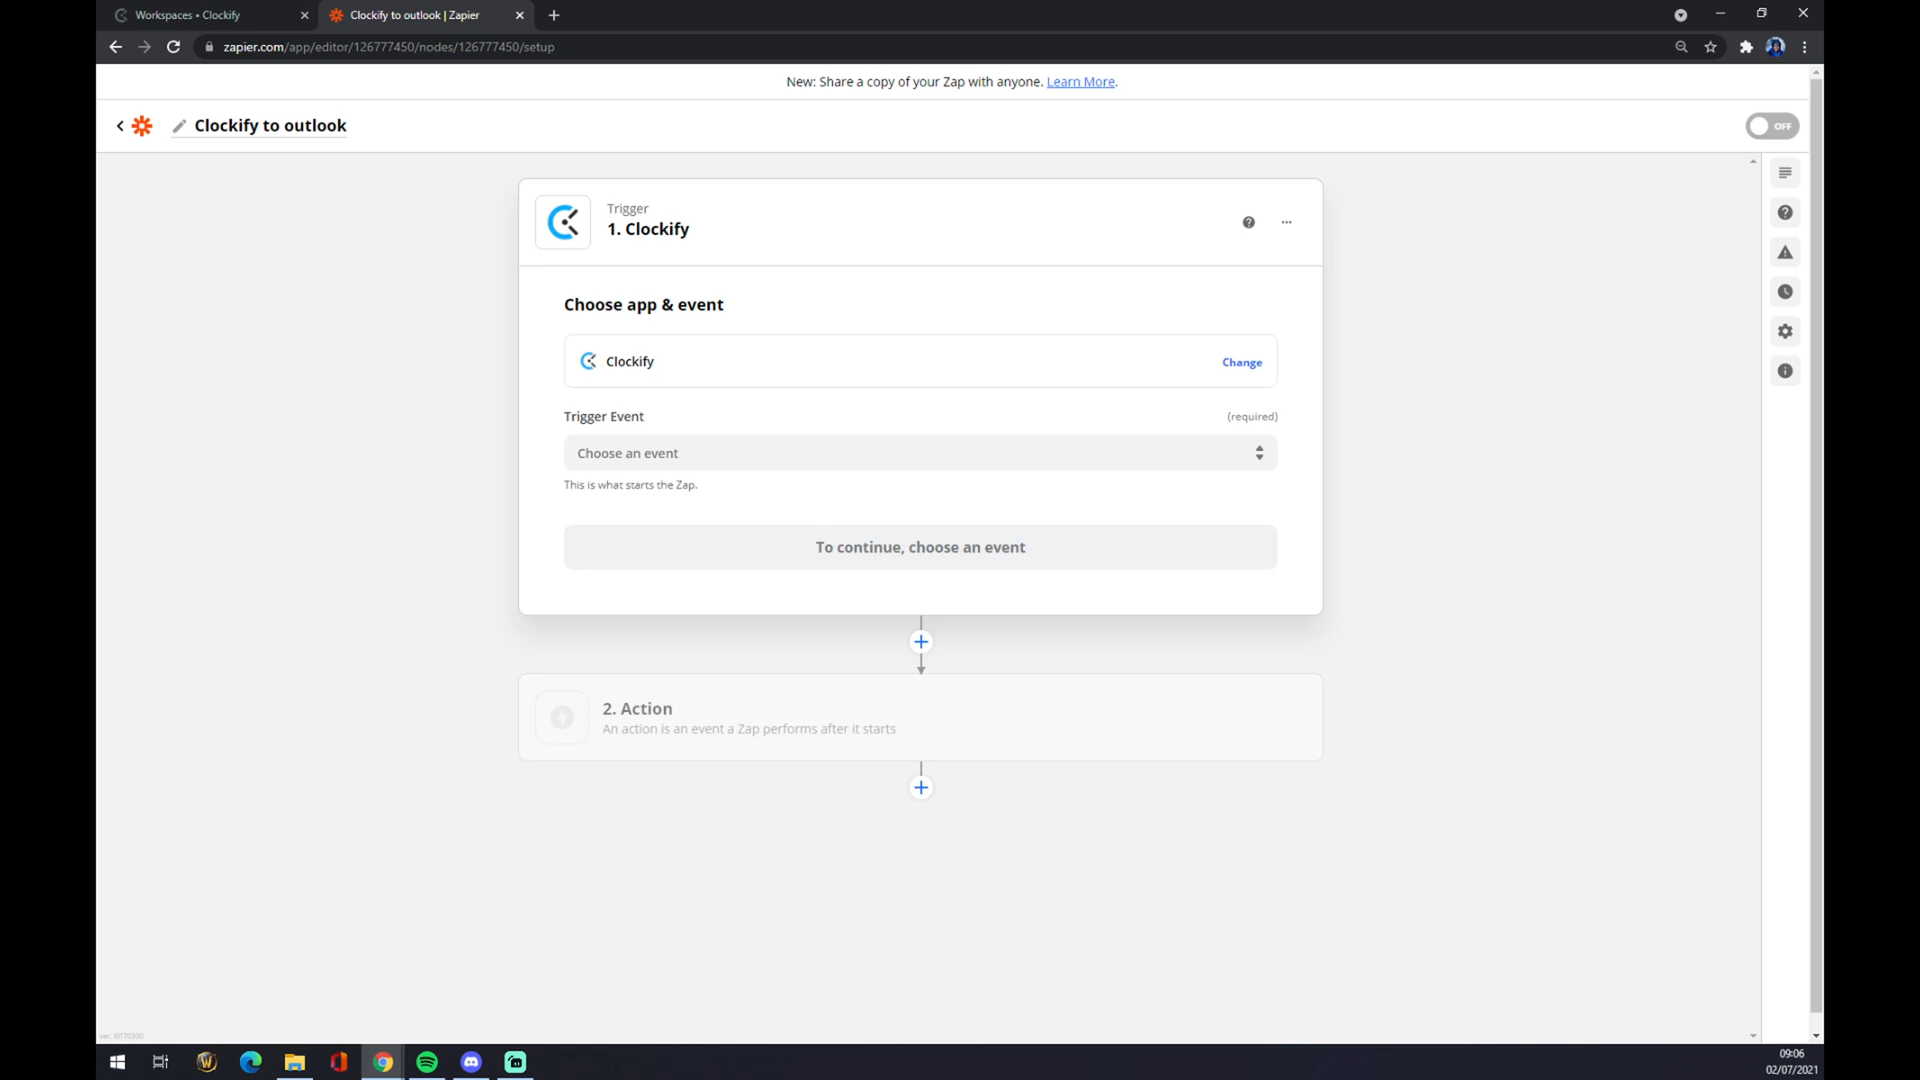 Workspaces • Clockify
Clockify to outlook | Zapier
zapier.com/app/editor/126777450/nodes/126777450/setup
New: Share a copy of your Zap with anyone. Learn More.
Clockify to outlook
OFF
Trigger
1. Clockify
Choose app & event
Clockify
Change
Trigger Event
(required)
Choose an event
This is what starts the Zap.
To continue, choose an event
2. Action
An action is an event a Zap performs after it starts
09:06
02/07/2021